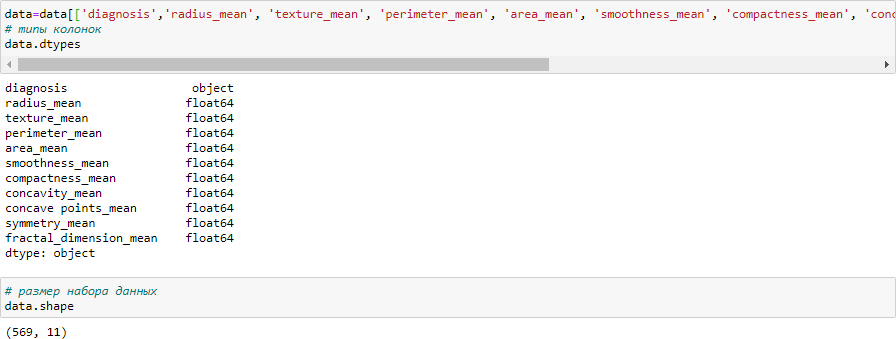 data=data[['diagnosis','radius_mean', 'texture_mean', 'perimeter_mean', 'area_mean', 'smoothness_mean', 'compactness_mean', 'conc
# типы колонок
data.dtypes
diagnosis object
radius_mean float64
texture_mean float64
perimeter_mean float64
area_mean float64
smoothness_mean float64
compactness_mean float64
concavity_mean float64
concave points_mean float64
symmetry_mean float64
fractal_dimension_mean float64
dtype: object
# размер набора данных
data.shape
(569, 11)